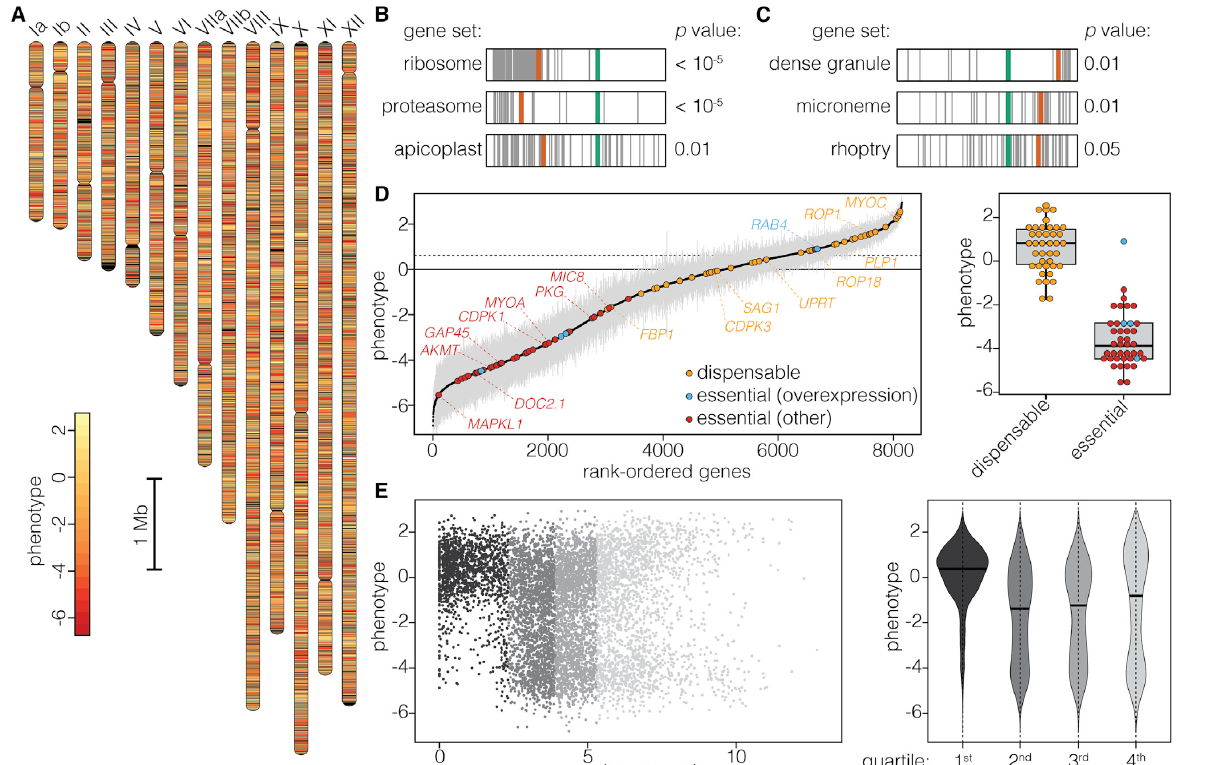 A
Ia Ib II III IV V VI VIIa VIIb VIII IX X XI XII
phenotype
2
0
-2
-4
-6
1 Mb
B
gene set: p value:
ribosome < 10-5
proteasome < 10-5
apicoplast 0.01
C
gene set: p value:
dense granule 0.01
microneme 0.01
rhoptry 0.05
D
phenotype
2
0
-2
-4
-6
MYOC
ROP1
RAB4
PLP1
ROP18
UPRT
SAG1
CDPK3
FBP1
MIC8
PKG
MYOA
CDPK1
GAP45
AKMT
DOC2.1
MAPKL1
dispensable
essential (overexpression)
essential (other)
0 2000 4000 6000 8000
rank-ordered genes
phenotype
2
0
-2
-4
-6
dispensable
essential
E
phenotype
2
0
-2
-4
-6
0 5 10
phenotype
2
0
-2
-4
-6
quartile: 1st 2nd 3rd 4th